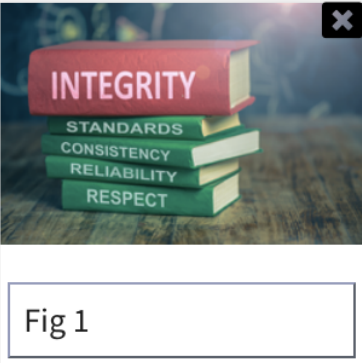 INTEGRITY
STANDARDS
CONSISTENCY
RELIABILITY
RESPECT
Fig 1